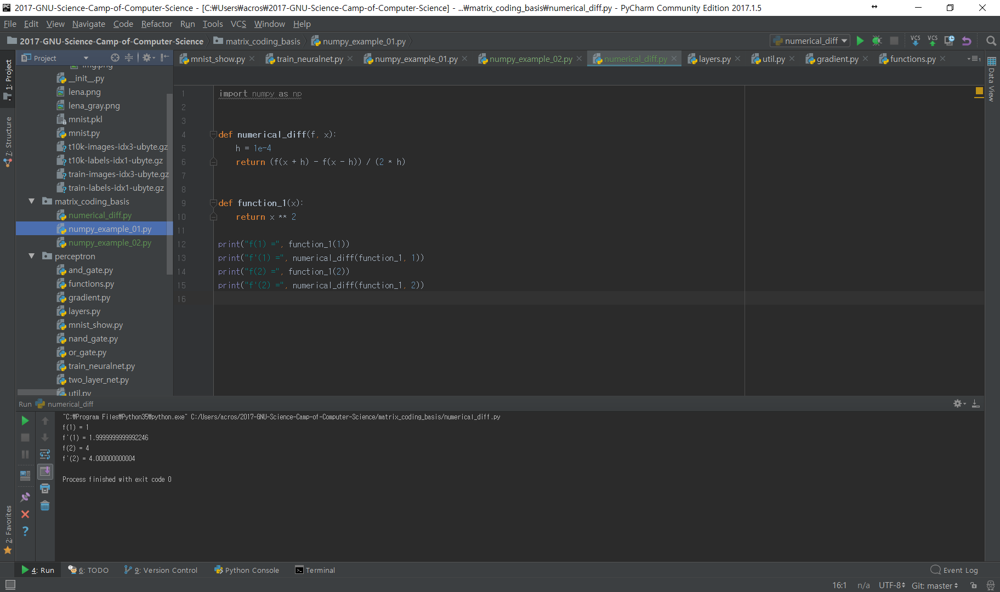 2017-GNU-Science-Camp-of-Computer-Science - [C:₩Users₩acros₩2017-GNU-Science-Camp-of-Computer-Science] - ...₩matrix_coding_basis₩numerical_diff.py - PyCharm Community Edition 2017.1.5
File Edit View Navigate Code Refactor Run Tools VCS Window Help
2017-GNU-Science-Camp-of-Computer-Science matrix_coding_basis numpy_example_01.py numerical_diff VCS VCS
Project mnist_show.py train_neuralnet.py numpy_example_01.py numpy_example_02.py numerical_diff.py layers.py util.py gradient.py functions.py
1: Project
7: Structure
2: Favorites
Data View
img.png
__init__.py
lena.png
lena_gray.png
mnist.pkl
mnist.py
t10k-images-idx3-ubyte.gz
t10k-labels-idx1-ubyte.gz
train-images-idx3-ubyte.gz
train-labels-idx1-ubyte.gz
matrix_coding_basis
numerical_diff.py
numpy_example_01.py
numpy_example_02.py
perceptron
and_gate.py
functions.py
gradient.py
layers.py
mnist_show.py
nand_gate.py
or_gate.py
train_neuralnet.py
two_layer_net.py
util.py
1 import numpy as np
2
3
4 def numerical_diff(f, x):
5 h = 1e-4
6 return (f(x + h) - f(x - h)) / (2 * h)
7
8
9 def function_1(x):
10 return x ** 2
11
12 print("f(1) =", function_1(1))
13 print("f'(1) =", numerical_diff(function_1, 1))
14 print("f(2) =", function_1(2))
15 print("f'(2) =", numerical_diff(function_1, 2))
16
Run numerical_diff
"C:₩Program Files₩Python35₩python.exe" C:/Users/acros/2017-GNU-Science-Camp-of-Computer-Science/matrix_coding_basis/numerical_diff.py
f(1) = 1
f'(1) = 1.9999999999992246
f(2) = 4
f'(2) = 4.000000000004
Process finished with exit code 0
4: Run 6: TODO 9: Version Control Python Console Terminal Event Log
16:1 n/a UTF-8 Git: master